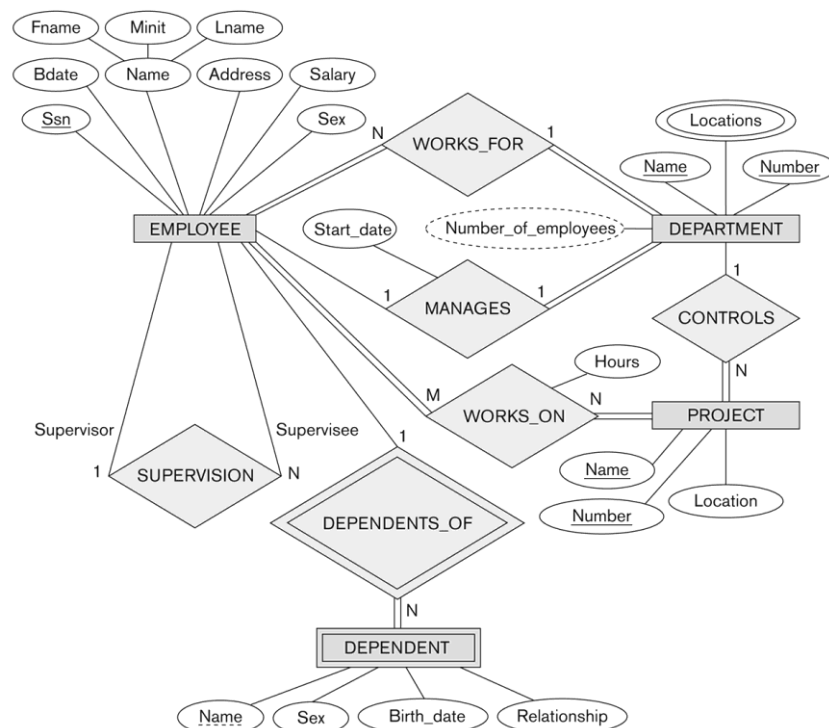 Fname
Minit
Lname
Bdate
Name
Address
Salary
Ssn
Sex
N
WORKS_FOR
1
Locations
Name
Number
EMPLOYEE
Start_date
Number_of_employees
DEPARTMENT
1
MANAGES
1
1
CONTROLS
N
Hours
M
WORKS_ON
N
PROJECT
Supervisor
Supervisee
1
1
SUPERVISION
N
Name
Number
Location
DEPENDENTS_OF
N
DEPENDENT
Name
Sex
Birth_date
Relationship